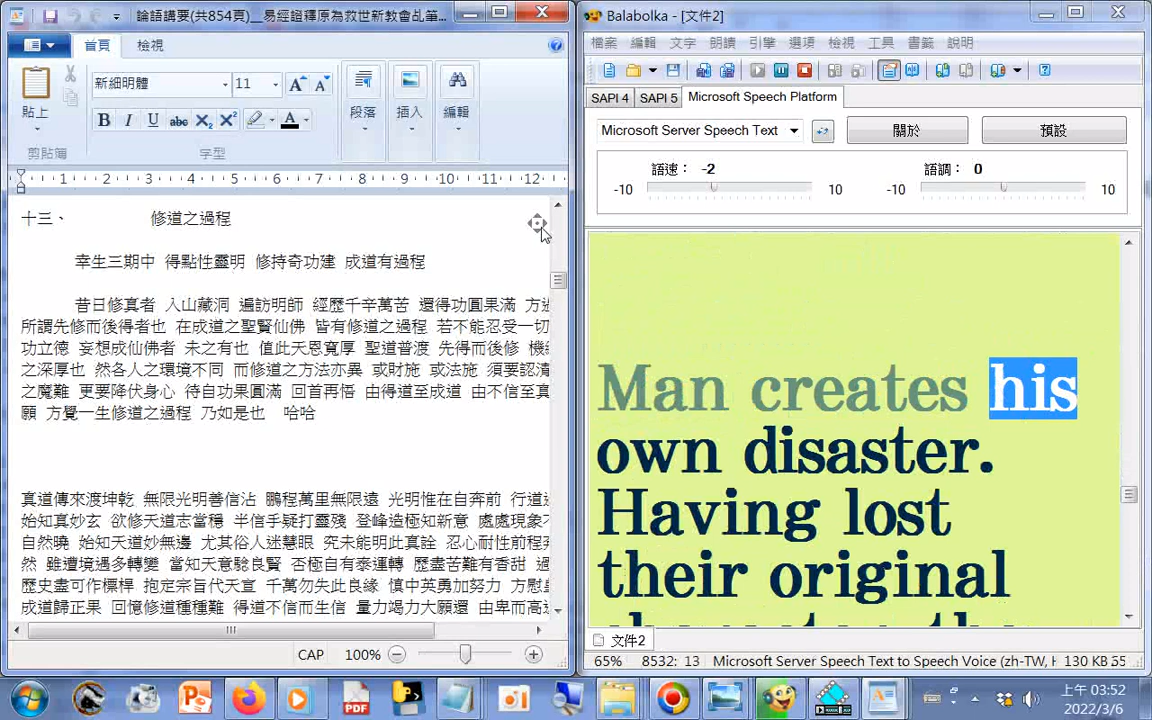 論語講要(共854頁)__易經證釋原為救世新教會乩筆...
首頁 檢視
貼上
新細明體 11
B I U abc X₂ X²
A
段落 插入 編輯
剪貼簿 字型
1 2 3 4 5 6 7 8 9 10 11 12
十三、 修道之過程
幸生三期中 得點性靈明 修持奇功建 成道有過程
昔日修真者 入山藏洞 遍訪明師 經歷千辛萬苦 還得功圓果滿 方
所謂先修而後得者也 在成道之聖賢仙佛 皆有修道之過程 若不能忍受一切
功立德 妄想成仙佛者 未之有也 值此天恩寬厚 聖道普渡 先得而後修 機
之深厚也 然各人之環境不同 而修道之方法亦異 或財施 或法施 須要認清
之魔難 更要降伏身心 待自功果圓滿 回首再悟 由得道至成道 由不信至真
願 方覺一生修道之過程 乃如是也 哈哈
真道傳來渡坤乾 無限光明善信沾 鵬程萬里無限遠 光明惟在自奔前 行道
始知真妙玄 欲修天道志當穩 半信半疑打靈殘 登峰造極知新意 處處現象
自然曉 始知天道妙無邊 尤其俗人迷慧眼 究未能明此真詮 忍心耐性前程
然 雖遭境遇多轉變 當知天意驗良賢 否極自有泰運轉 歷盡苦難有香甜
歷史盡可作標桿 抱定宗旨代天宣 千萬勿失此良緣 慎中英勇加努力 方慰
成道歸正果 回憶修道種種難 得道不信而生信 量力竭力大願還 由卑而高
CAP 100%
Balabolka - [文件2]
檔案 編輯 文字 朗讀 引擎 選項 檢視 工具 書籤 說明
SAPI 4 SAPI 5 Microsoft Speech Platform
Microsoft Server Speech Text 關於 預設
語速： -2 語調： 0
-10 10 -10 10
Man creates his
own disaster.
Having lost
their original
文件2
65% 8532: 13 Microsoft Server Speech Text to Speech Voice (zh-TW, H 130 KB
PDF
上午 03:52
2022/3/6